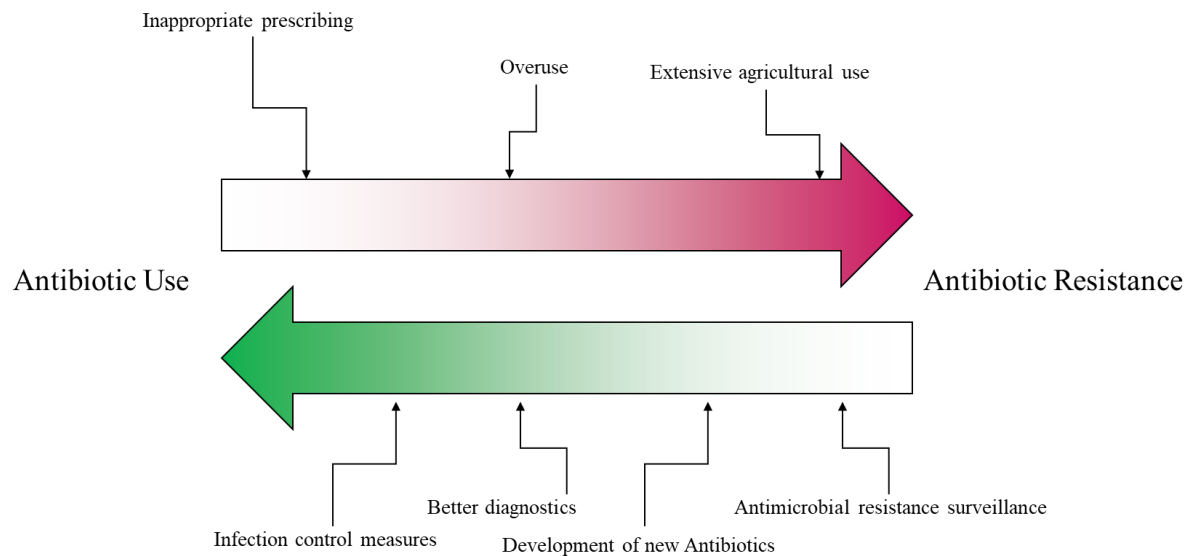 Inappropriate prescribing
Overuse
Extensive agricultural use
Antibiotic Use
Antibiotic Resistance
Better diagnostics
Antimicrobial resistance surveillance
Infection control measures
Development of new Antibiotics